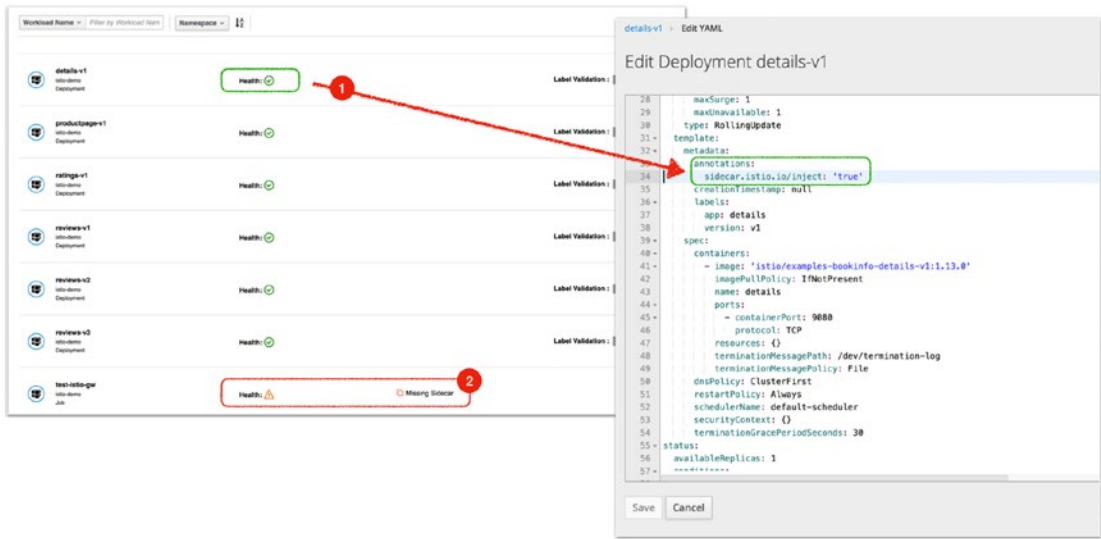 Workload Name
Filter by Workload Nam
Namespace
details-v1
istio-demo
Deployment
Health:
Label Validation :
1
productpage-v1
istio-demo
Deployment
Health:
Label Validation :
ratings-v1
istio-demo
Deployment
Health:
Label Validation :
reviews-v1
istio-demo
Deployment
Health:
Label Validation :
reviews-v2
istio-demo
Deployment
Health:
Label Validation :
reviews-v3
istio-demo
Deployment
Health:
Label Validation :
test-istio-gw
istio-demo
Job
Health:
Missing Sidecar
2
details-v1 > Edit YAML
Edit Deployment details-v1
28 maxSurge: 1
29 maxUnavailable: 1
30 type: RollingUpdate
31 template:
32 metadata:
33 annotations:
34 sidecar.istio.io/inject: 'true'
35 creationTimestamp: null
36 labels:
37 app: details
38 version: v1
39 spec:
40 containers:
41 - image: 'istio/examples-bookinfo-details-v1:1.13.0'
42 imagePullPolicy: IfNotPresent
43 name: details
44 ports:
45 - containerPort: 9080
46 protocol: TCP
47 resources: {}
48 terminationMessagePath: /dev/termination-log
49 terminationMessagePolicy: File
50 dnsPolicy: ClusterFirst
51 restartPolicy: Always
52 schedulerName: default-scheduler
53 securityContext: {}
54 terminationGracePeriodSeconds: 30
55 status:
56 availableReplicas: 1
57
Save
Cancel